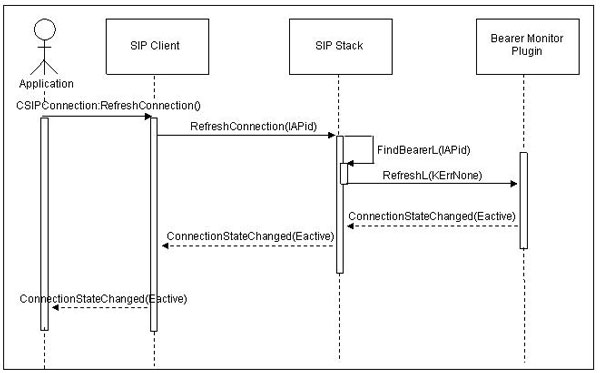 SIP Client
SIP Stack
Bearer Monitor
Plugin
Application
CSIPConnection:RefreshConnection()
RefreshConnection(IAPid)
FindBearerL(IAPid)
RefreshL(KErrNone)
ConnectionStateChanged(Eactive)
ConnectionStateChanged(Eactive)
ConnectionStateChanged(Eactive)